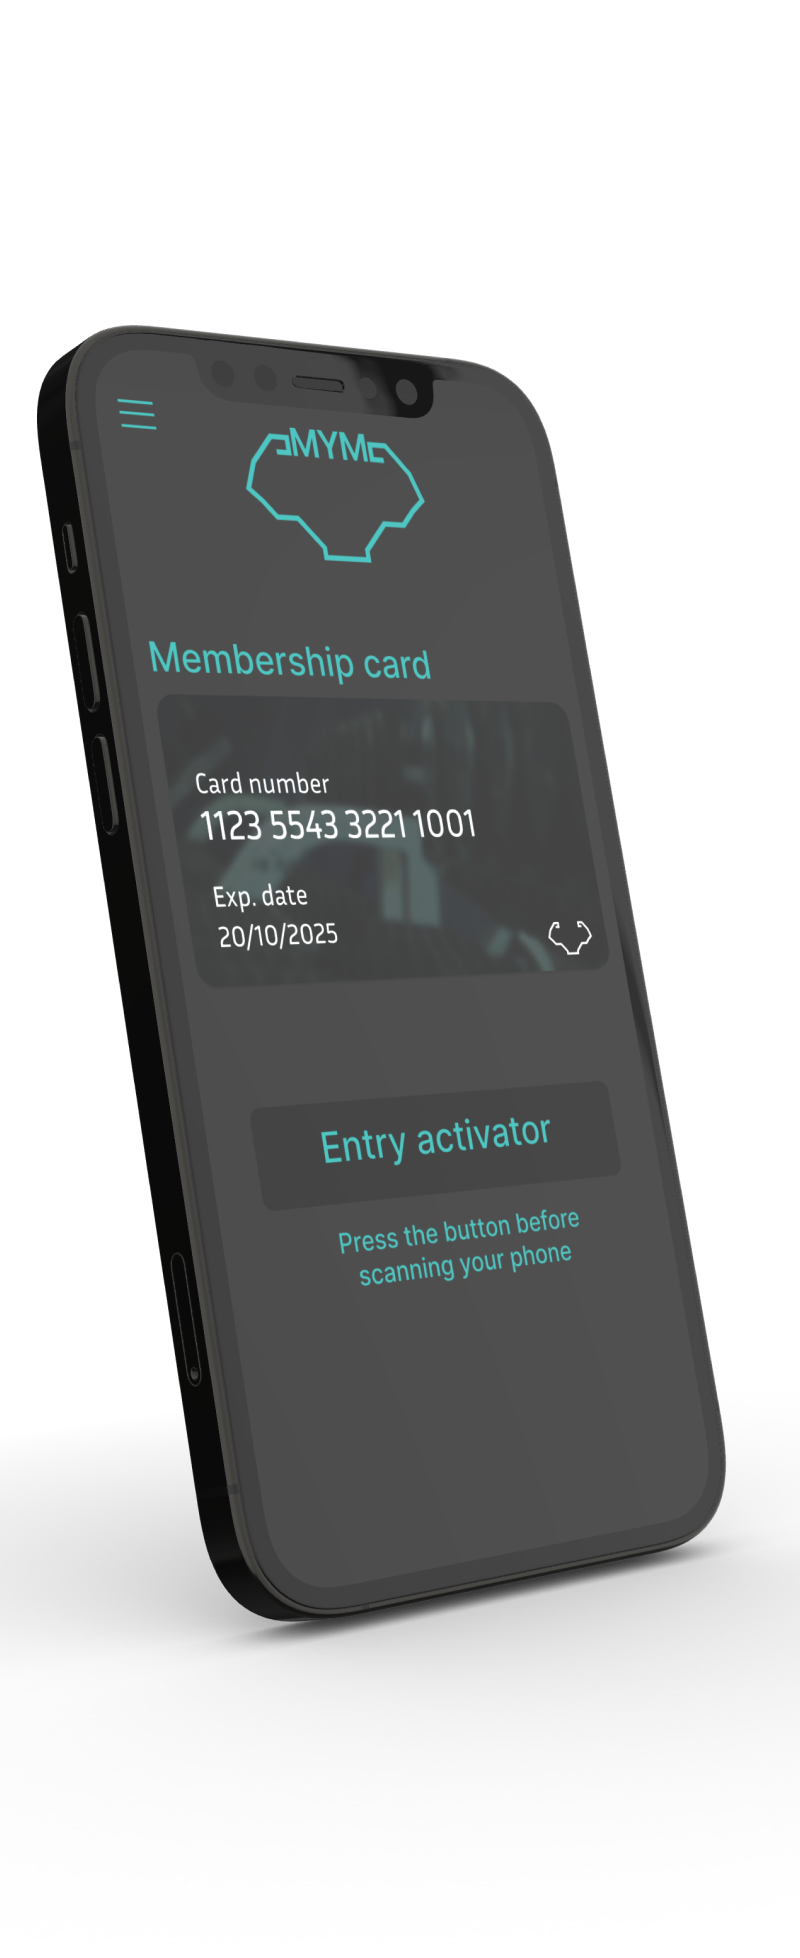 MYMC
Membership card
Card number
1123 5543 3221 1001
Exp. date
20/10/2025
Entry activator
Press the button before
scanning your phone